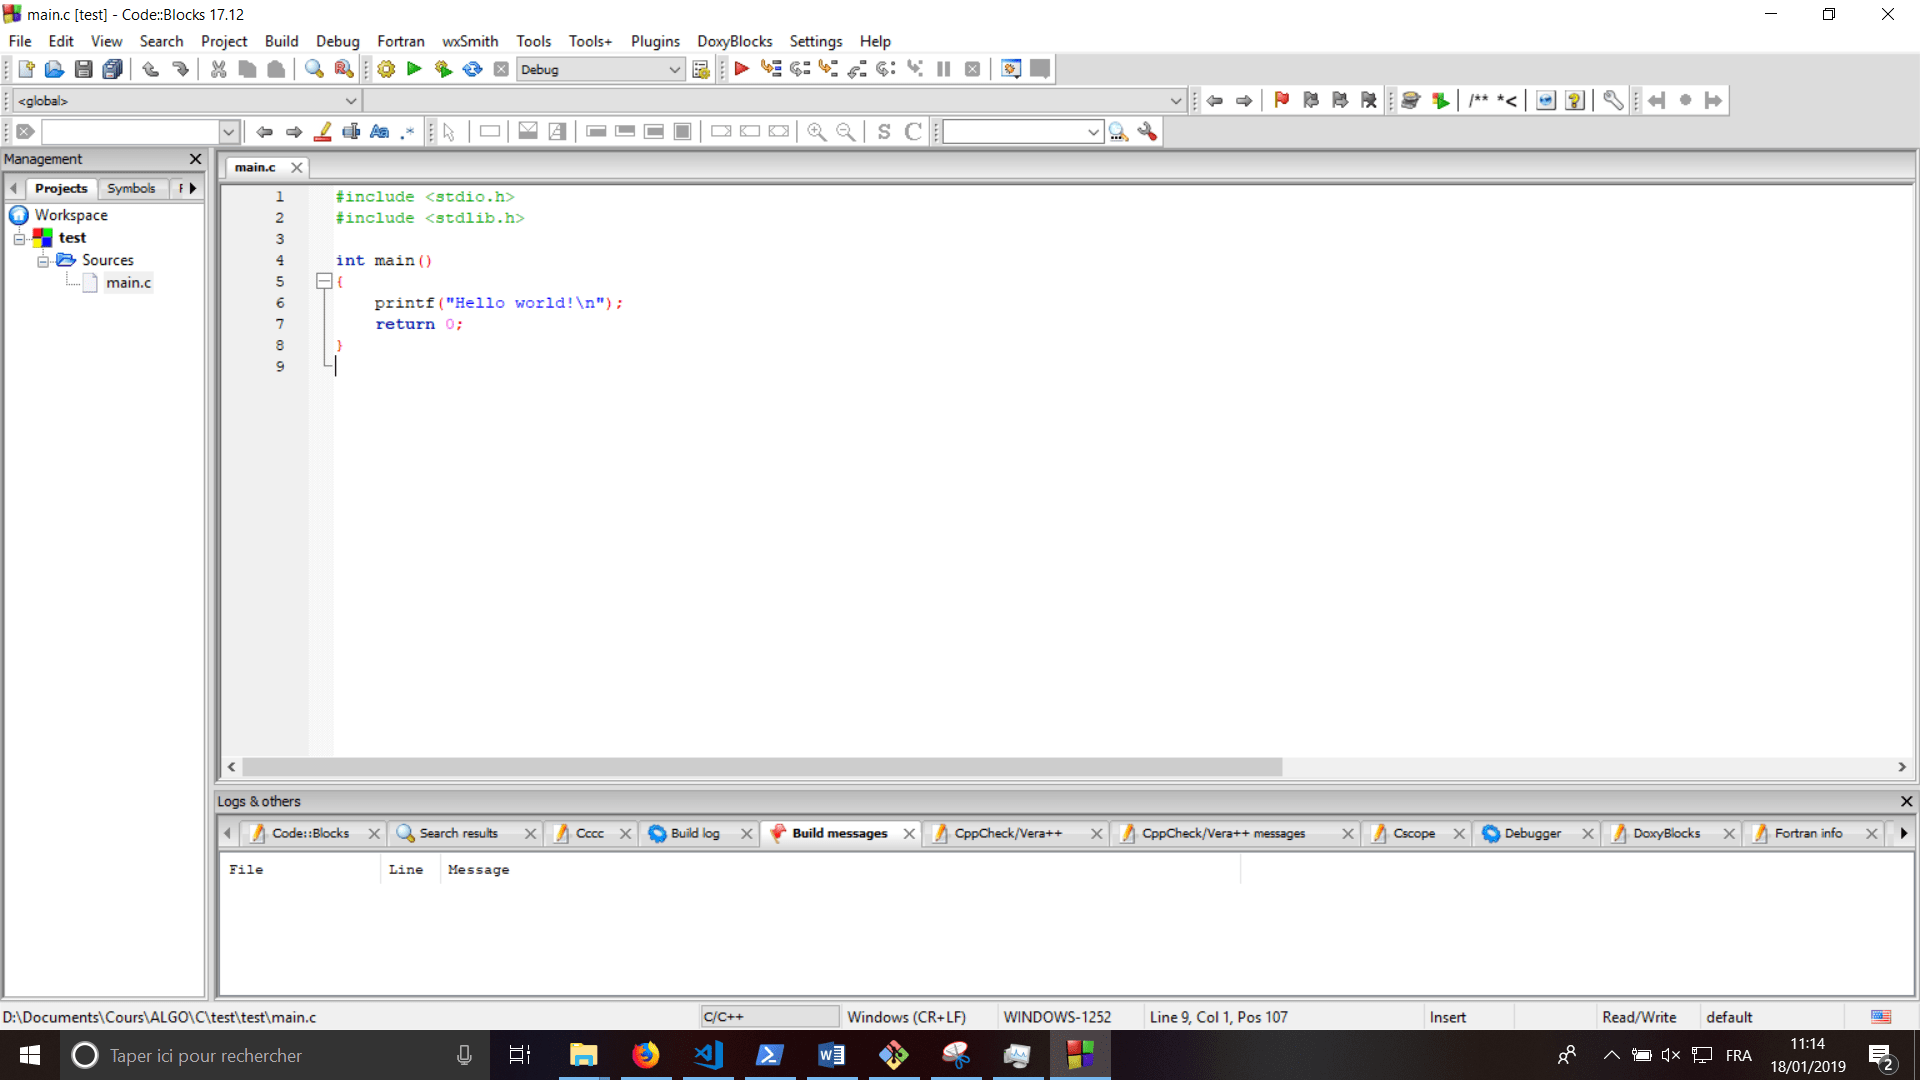 main.c [test] - Code::Blocks 17.12
File Edit View Search Project Build Debug Fortran wxSmith Tools Tools+ Plugins DoxyBlocks Settings Help
Debug
<global>
/** *<
Aa .*
S C
Management
main.c
Projects Symbols
Workspace
test
Sources
main.c
1 #include <stdio.h>
2 #include <stdlib.h>
3
4 int main()
5 {
6 printf("Hello world!\n");
7 return 0;
8 }
9
Logs & others
Code::Blocks Search results Cccc Build log Build messages CppCheck/Vera++ CppCheck/Vera++ messages Cscope Debugger DoxyBlocks Fortran info
File Line Message
D:\Documents\Cours\ALGO\C\test\test\main.c C/C++ Windows (CR+LF) WINDOWS-1252 Line 9, Col 1, Pos 107 Insert Read/Write default
Taper ici pour rechercher
FRA
11:14
18/01/2019
2